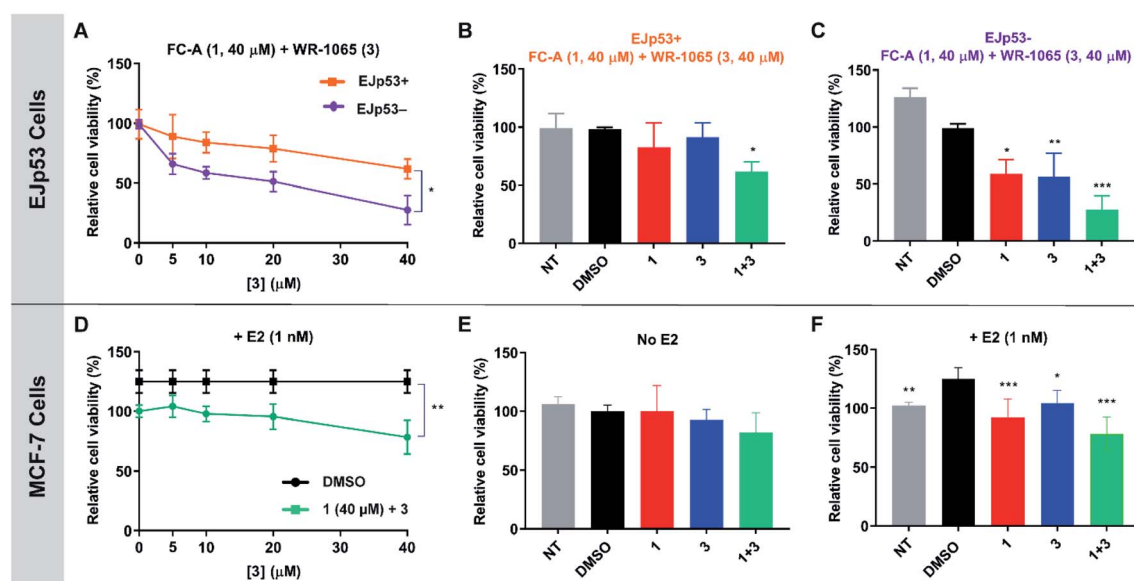 EJp53 Cells
A
FC-A (1, 40 μM) + WR-1065 (3)
Relative cell viability (%)
150
100
50
0
EJp53+
EJp53–
*
0 5 10 20 30 40
[3] (μM)
B
EJp53+
FC-A (1, 40 μM) + WR-1065 (3, 40 μM)
Relative cell viability (%)
150
100
50
0
*
NT DMSO 1 3 1+3
C
EJp53-
FC-A (1, 40 μM) + WR-1065 (3, 40 μM)
Relative cell viability (%)
150
100
50
0
* ** ***
NT DMSO 1 3 1+3
MCF-7 Cells
D
+ E2 (1 nM)
Relative cell viability (%)
150
100
50
0
**
DMSO
1 (40 μM) + 3
0 5 10 20 30 40
[3] (μM)
E
No E2
Relative cell viability (%)
150
100
50
0
NT DMSO 1 3 1+3
F
+ E2 (1 nM)
Relative cell viability (%)
150
100
50
0
** *** * ***
NT DMSO 1 3 1+3